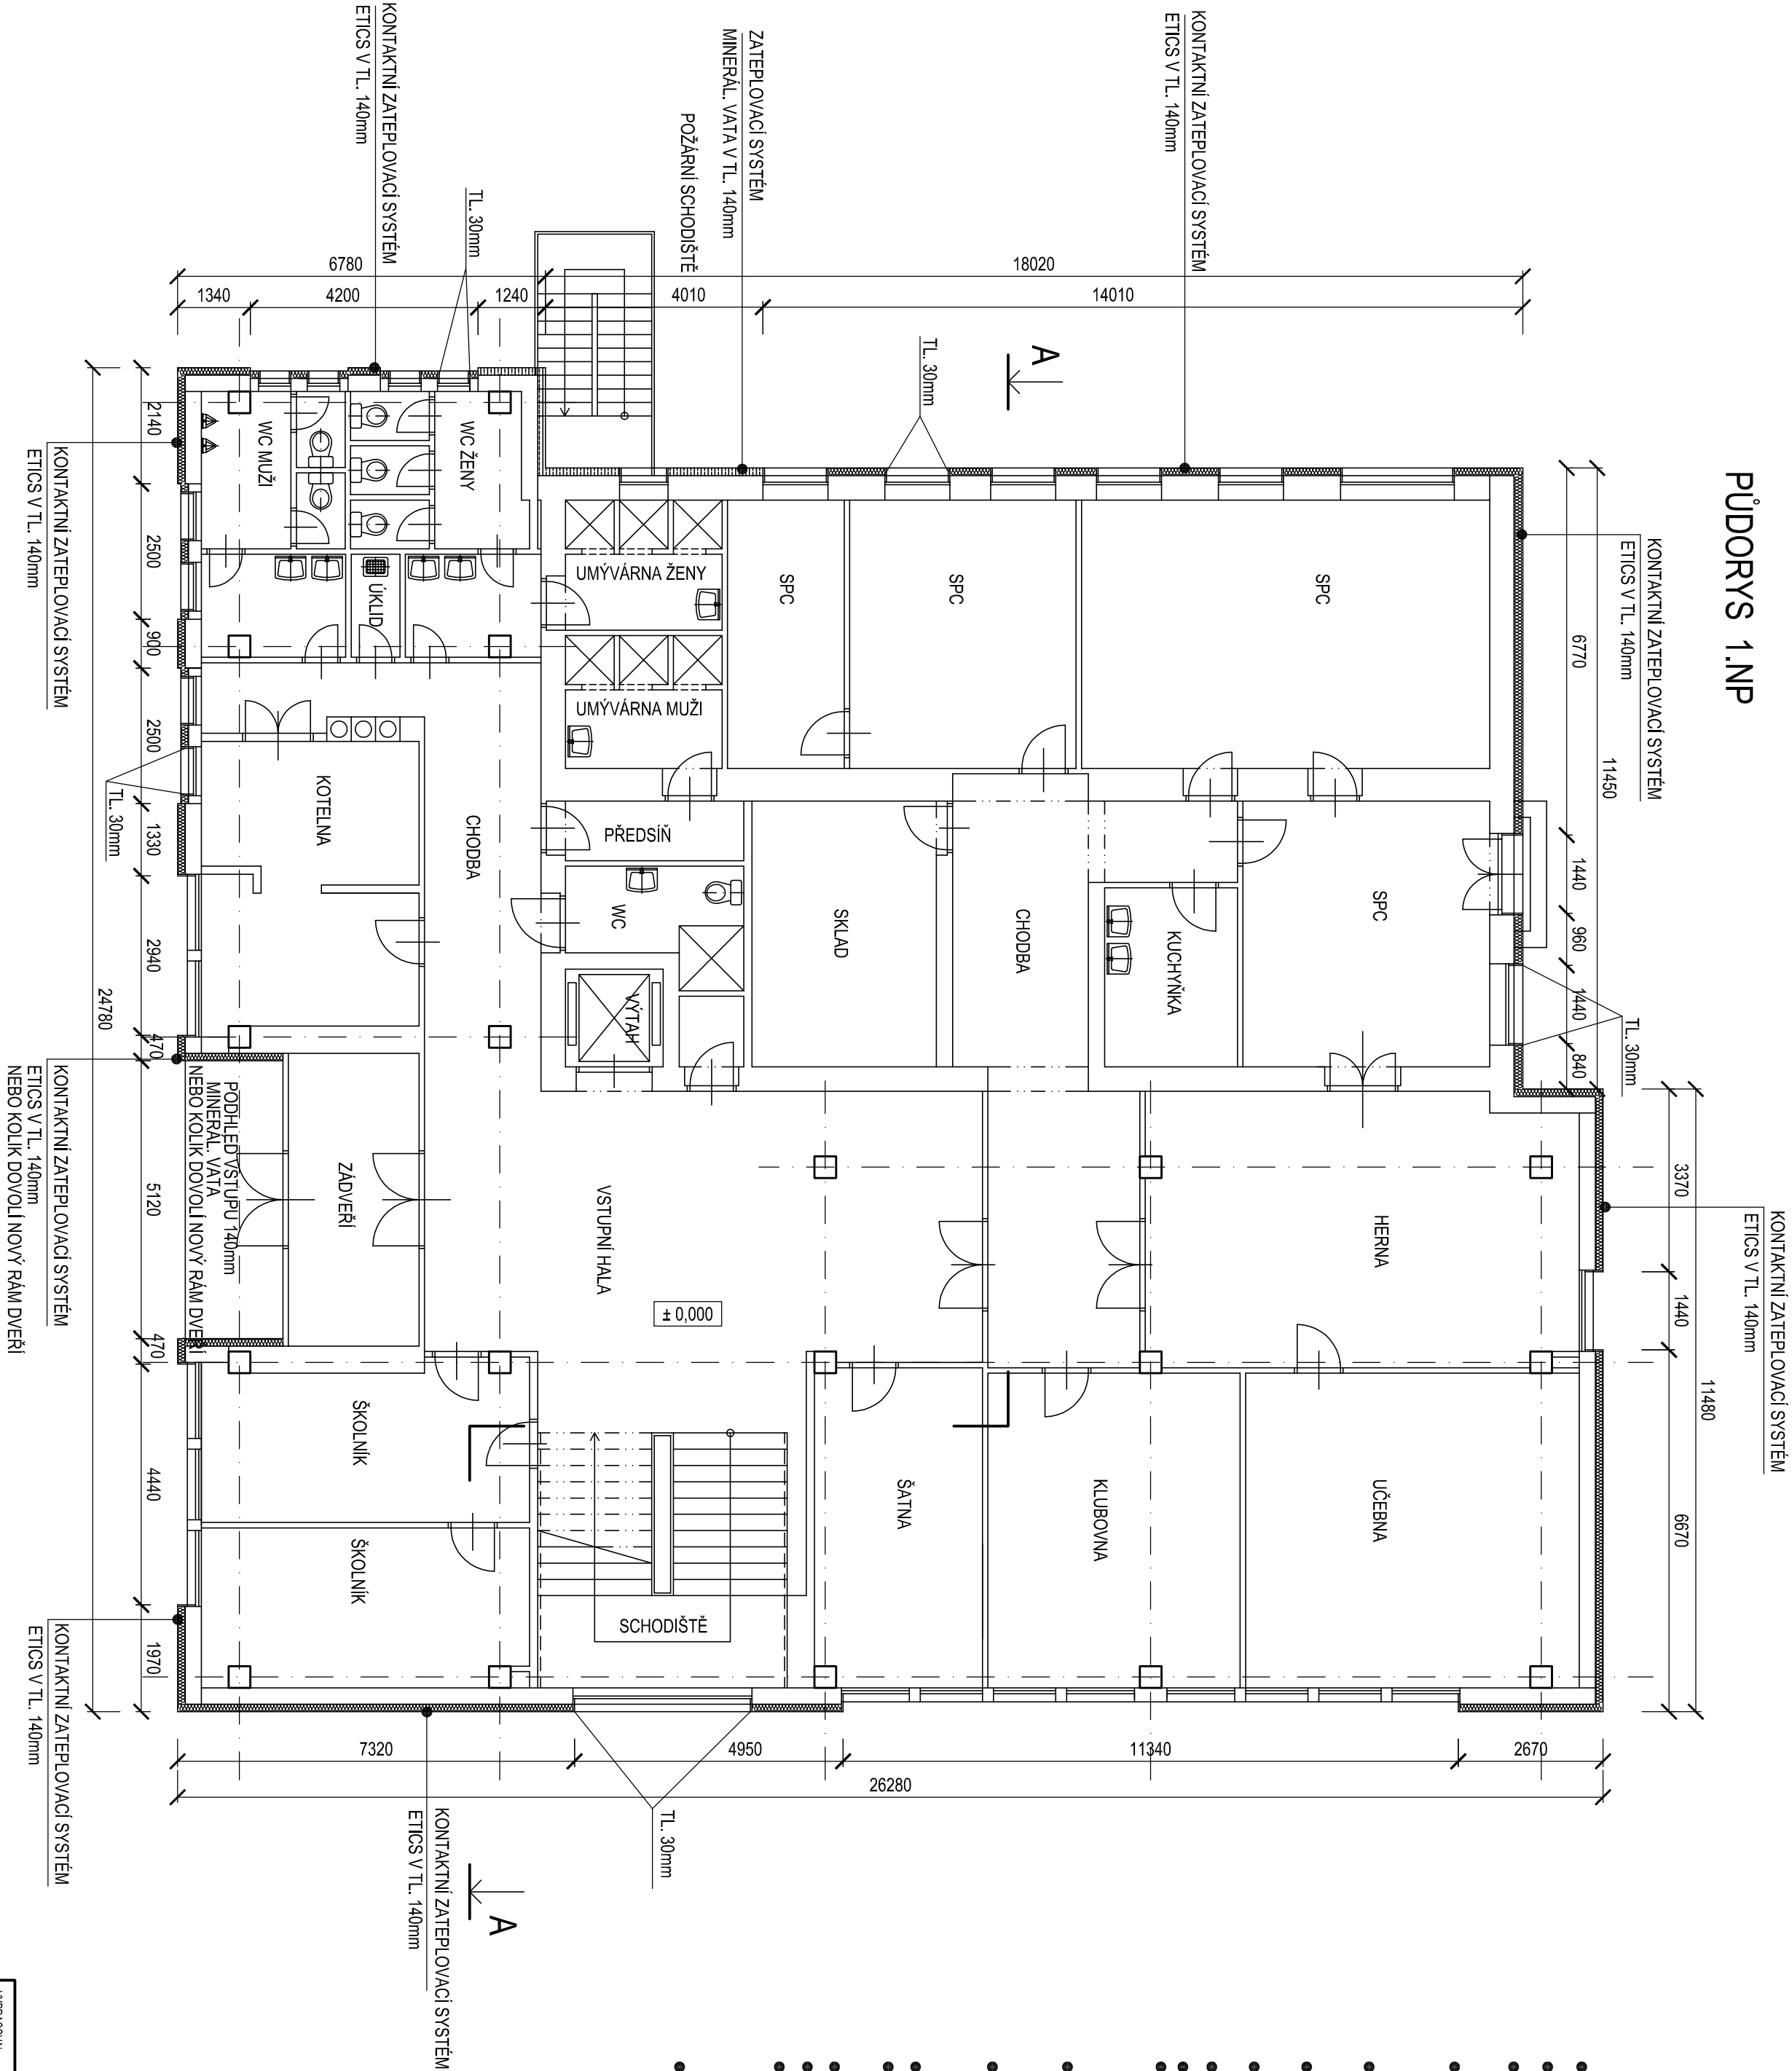 PŮDORYS 1.NP
KONTAKTNÍ ZATEPLOVACÍ SYSTÉM
ETICS V TL. 140mm
11480
3370
1440
6670
KONTAKTNÍ ZATEPLOVACÍ SYSTÉM
ETICS V TL. 140mm
11450
6770
1440
960
1440
840
TL. 30mm
KONTAKTNÍ ZATEPLOVACÍ SYSTÉM
ETICS V TL. 140mm
18020
14010
4010
A
TL. 30mm
ZATEPLOVACÍ SYSTÉM
MINERÁL. VATA V TL. 140mm
POŽÁRNÍ SCHODIŠTĚ
TL. 30mm
KONTAKTNÍ ZATEPLOVACÍ SYSTÉM
ETICS V TL. 140mm
6780
1240
4200
1340
SPC
SPC
SPC
SPC
HERNA
UČEBNA
KUCHYŇKA
CHODBA
KLUBOVNA
SKLAD
ŠATNA
UMÝVÁRNA ŽENY
UMÝVÁRNA MUŽI
PŘEDSÍŇ
WC
VÝTAH
VSTUPNÍ HALA
± 0,000
SCHODIŠTĚ
WC ŽENY
ÚKLID
WC MUŽI
CHODBA
KOTELNA
ZÁDVEŘÍ
ŠKOLNÍK
ŠKOLNÍK
PODHLED VSTUPU 140mm
MINERÁL. VATA
NEBO KOLIK DOVOLÍ NOVÝ RÁM DVEŘÍ
2140
2500
900
2500
1330
2940
470
5120
470
4440
1970
24780
TL. 30mm
KONTAKTNÍ ZATEPLOVACÍ SYSTÉM
ETICS V TL. 140mm
KONTAKTNÍ ZATEPLOVACÍ SYSTÉM
ETICS V TL. 140mm
NEBO KOLIK DOVOLÍ NOVÝ RÁM DVEŘÍ
KONTAKTNÍ ZATEPLOVACÍ SYSTÉM
ETICS V TL. 140mm
2670
11340
4950
7320
26280
TL. 30mm
A
KONTAKTNÍ ZATEPLOVACÍ SYSTÉM
ETICS V TL. 140mm